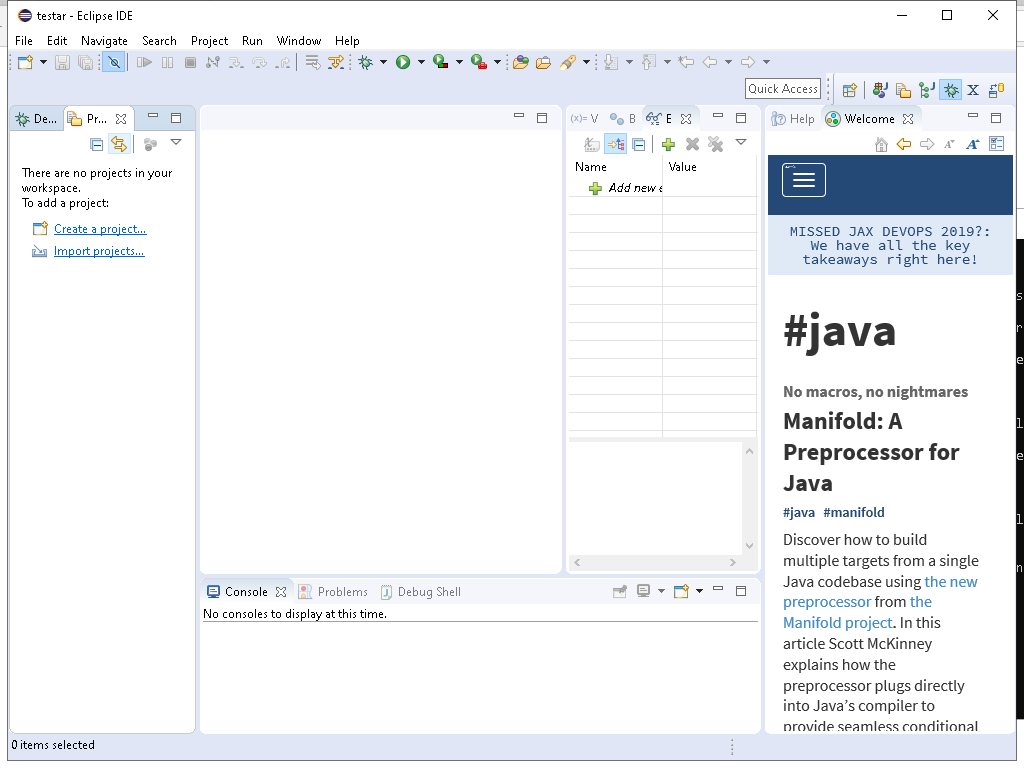 testar - Eclipse IDE
File Edit Navigate Search Project Run Window Help
Quick Access
De... Pr...
(x)= V B E
Help Welcome
There are no projects in your
workspace.
To add a project:
Create a project...
Import projects...
Name Value
Add new e
MISSED JAX DEVOPS 2019?:
We have all the key
takeaways right here!
#java
No macros, no nightmares
Manifold: A
Preprocessor for
Java
#java #manifold
Discover how to build
multiple targets from a single
Java codebase using the new
preprocessor from the
Manifold project. In this
article Scott McKinney
explains how the
preprocessor plugs directly
into Java’s compiler to
provide seamless conditional
Console Problems Debug Shell
No consoles to display at this time.
0 items selected